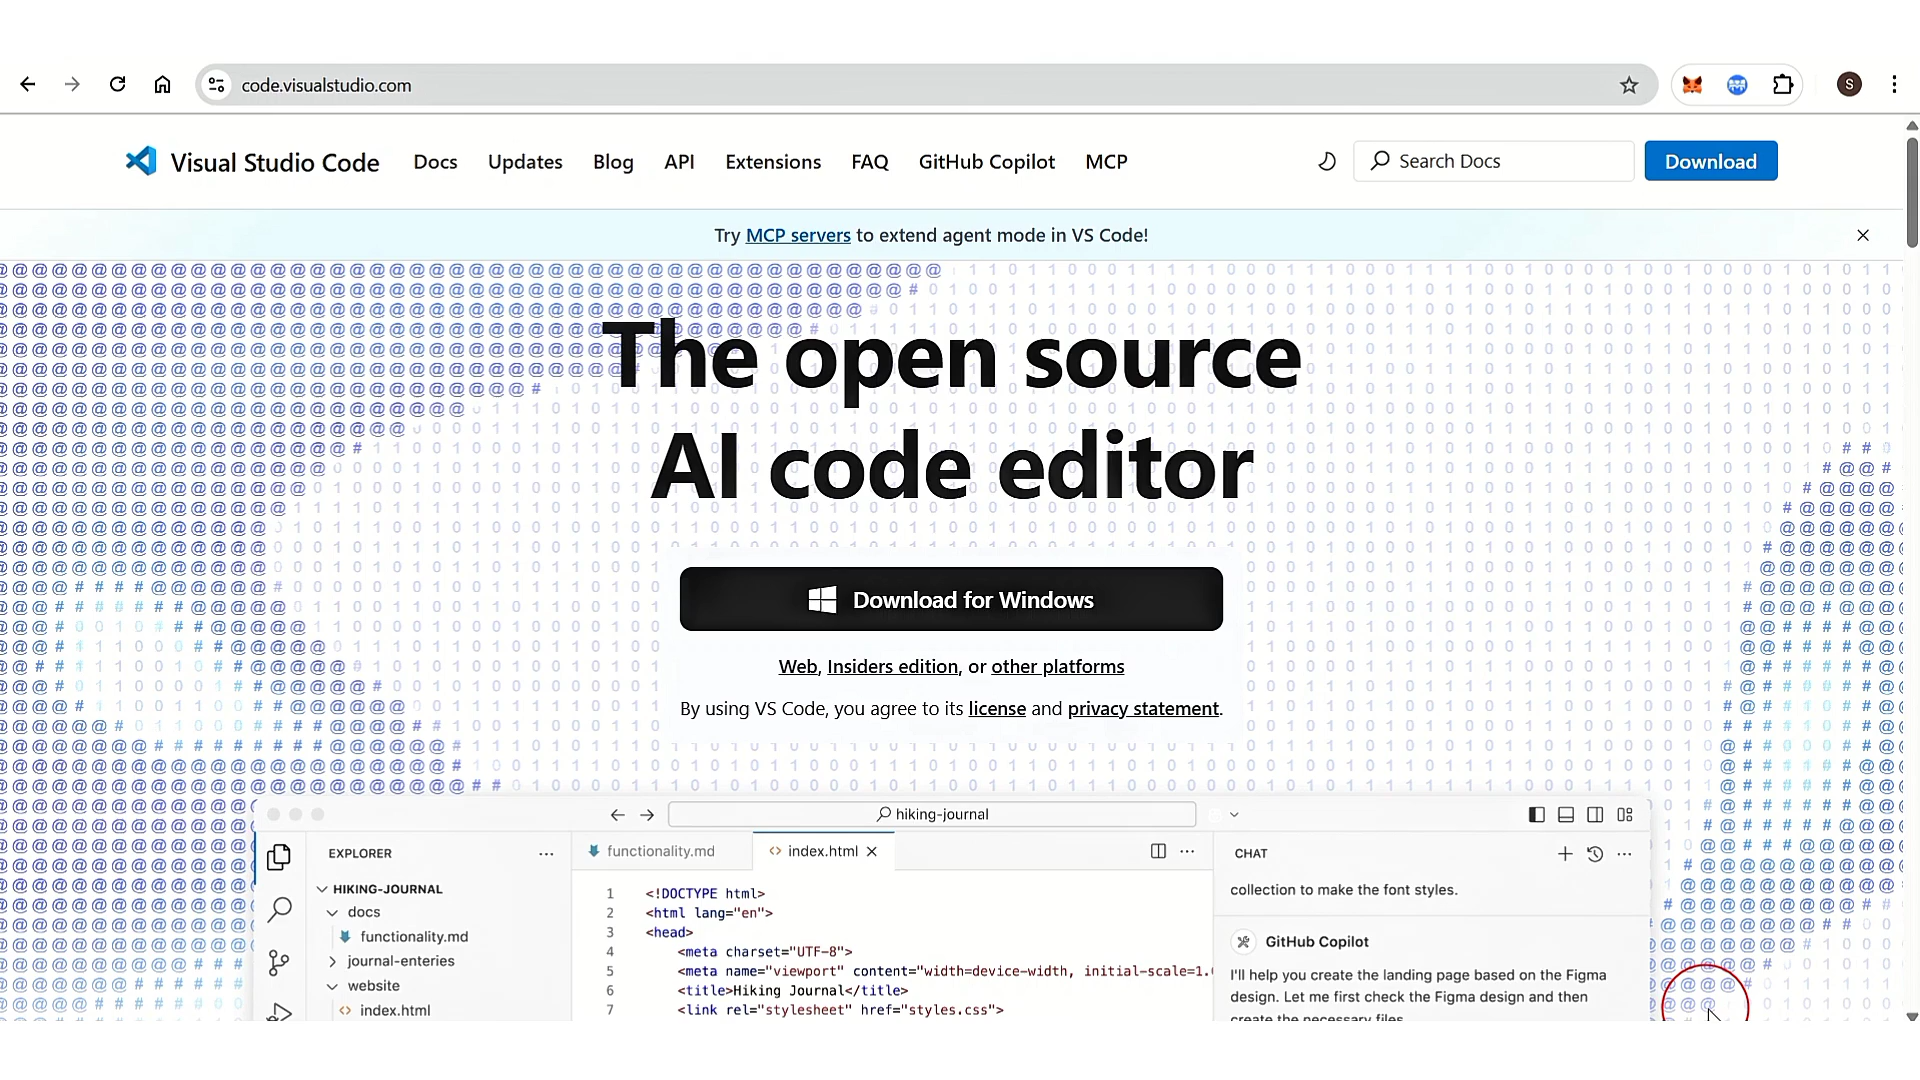 code.visualstudio.com
S
Visual Studio Code Docs Updates Blog API Extensions FAQ GitHub Copilot MCP Search Docs Download
Try MCP servers to extend agent mode in VS Code!
The open source
AI code editor
Download for Windows
Web, Insiders edition, or other platforms
By using VS Code, you agree to its license and privacy statement.
hiking-journal
EXPLORER
functionality.md
index.html
CHAT
HIKING-JOURNAL
docs
functionality.md
journal-enteries
website
index.html
1 <!DOCTYPE html>
2 <html lang="en">
3 <head>
4 <meta charset="UTF-8">
5 <meta name="viewport" content="width=device-width, initial-scale=1.
6 <title>Hiking Journal</title>
7 <link rel="stylesheet" href="styles.css">
collection to make the font styles.
GitHub Copilot
I'll help you create the landing page based on the Figma
design. Let me first check the Figma design and then
create the necessary files